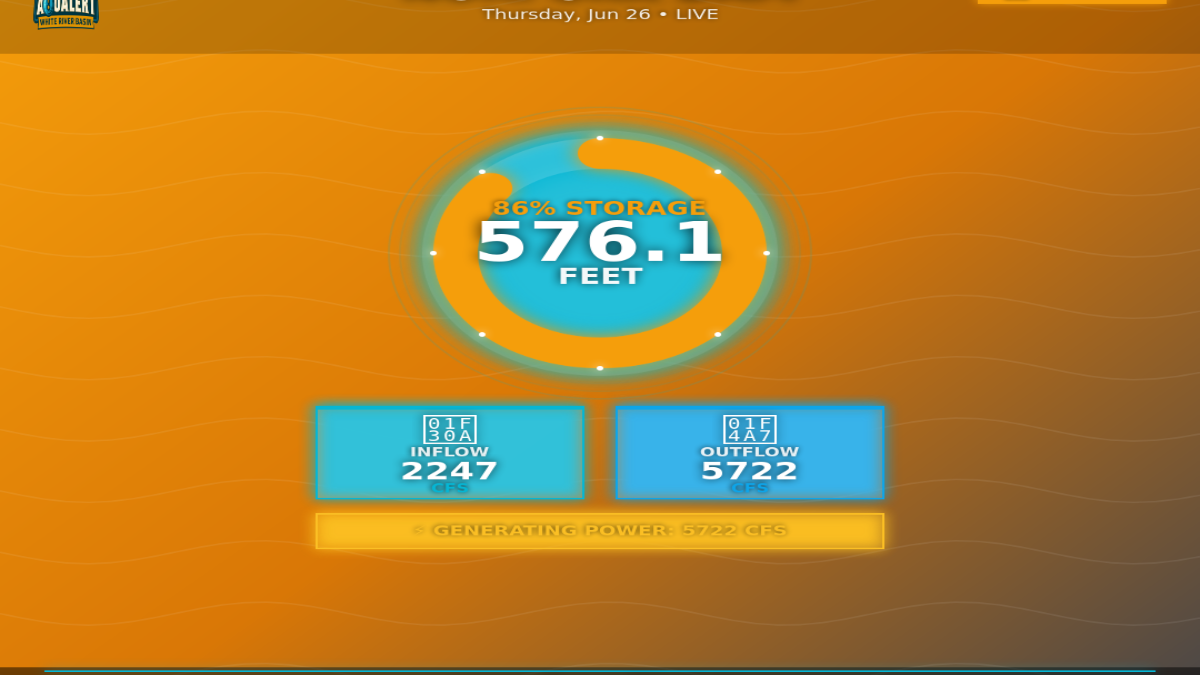 AQUALERT
WHITE RIVER BASIN
Thursday, Jun 26 • LIVE
86% STORAGE
576.1
FEET
01F
30A
INFLOW
2247
CFS
01F
4A7
OUTFLOW
5722
CFS
GENERATING POWER: 5722 CFS